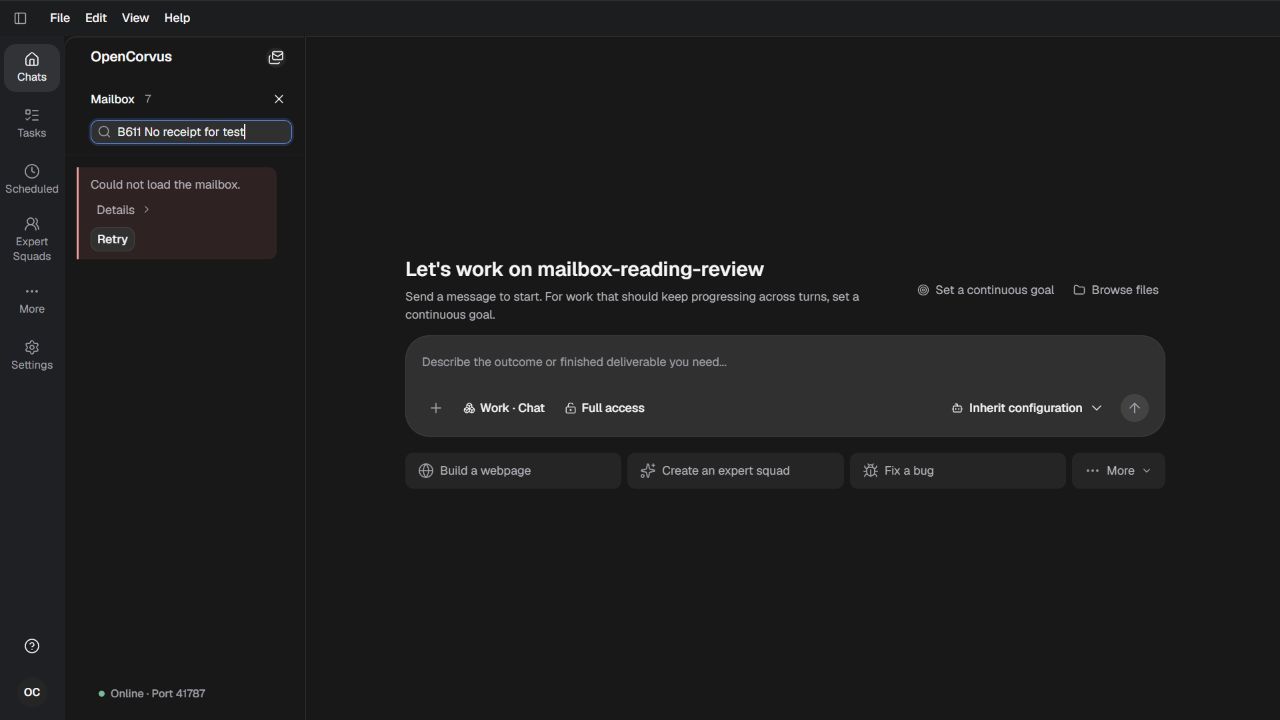 File Edit View Help
Chats
Tasks
Scheduled
Expert
Squads
More
Settings
OC
OpenCorvus
Mailbox 7
B611 No receipt for test
Could not load the mailbox.
Details
Retry
Online · Port 41787
Let's work on mailbox-reading-review
Send a message to start. For work that should keep progressing across turns, set a
continuous goal.
Set a continuous goal
Browse files
Describe the outcome or finished deliverable you need...
Work · Chat
Full access
Inherit configuration
Build a webpage
Create an expert squad
Fix a bug
More